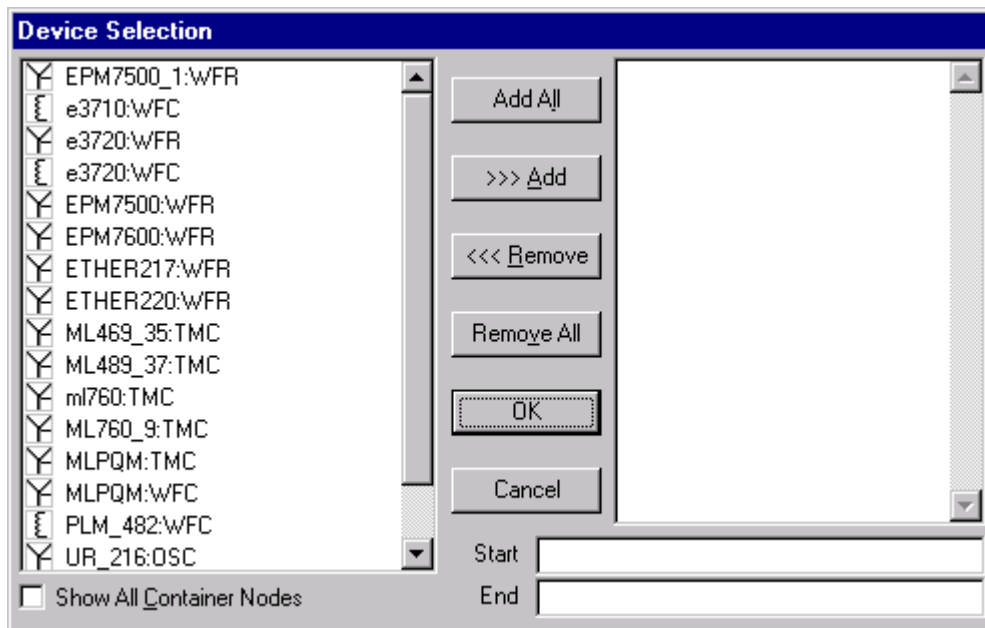 Device Selection
EPM7500_1:WFR
e3710:WFC
e3720:WFR
e3720:WFC
EPM7500:WFR
EPM7600:WFR
ETHER217:WFR
ETHER220:WFR
ML469_35:TMC
ML489_37:TMC
ml760:TMC
ML760_9:TMC
MLPQM:TMC
MLPQM:WFC
PLM_482:WFC
UR_216:OSC
Show All Container Nodes
Add All
>>> Add
<<< Remove
Remove All
OK
Cancel
Start
End